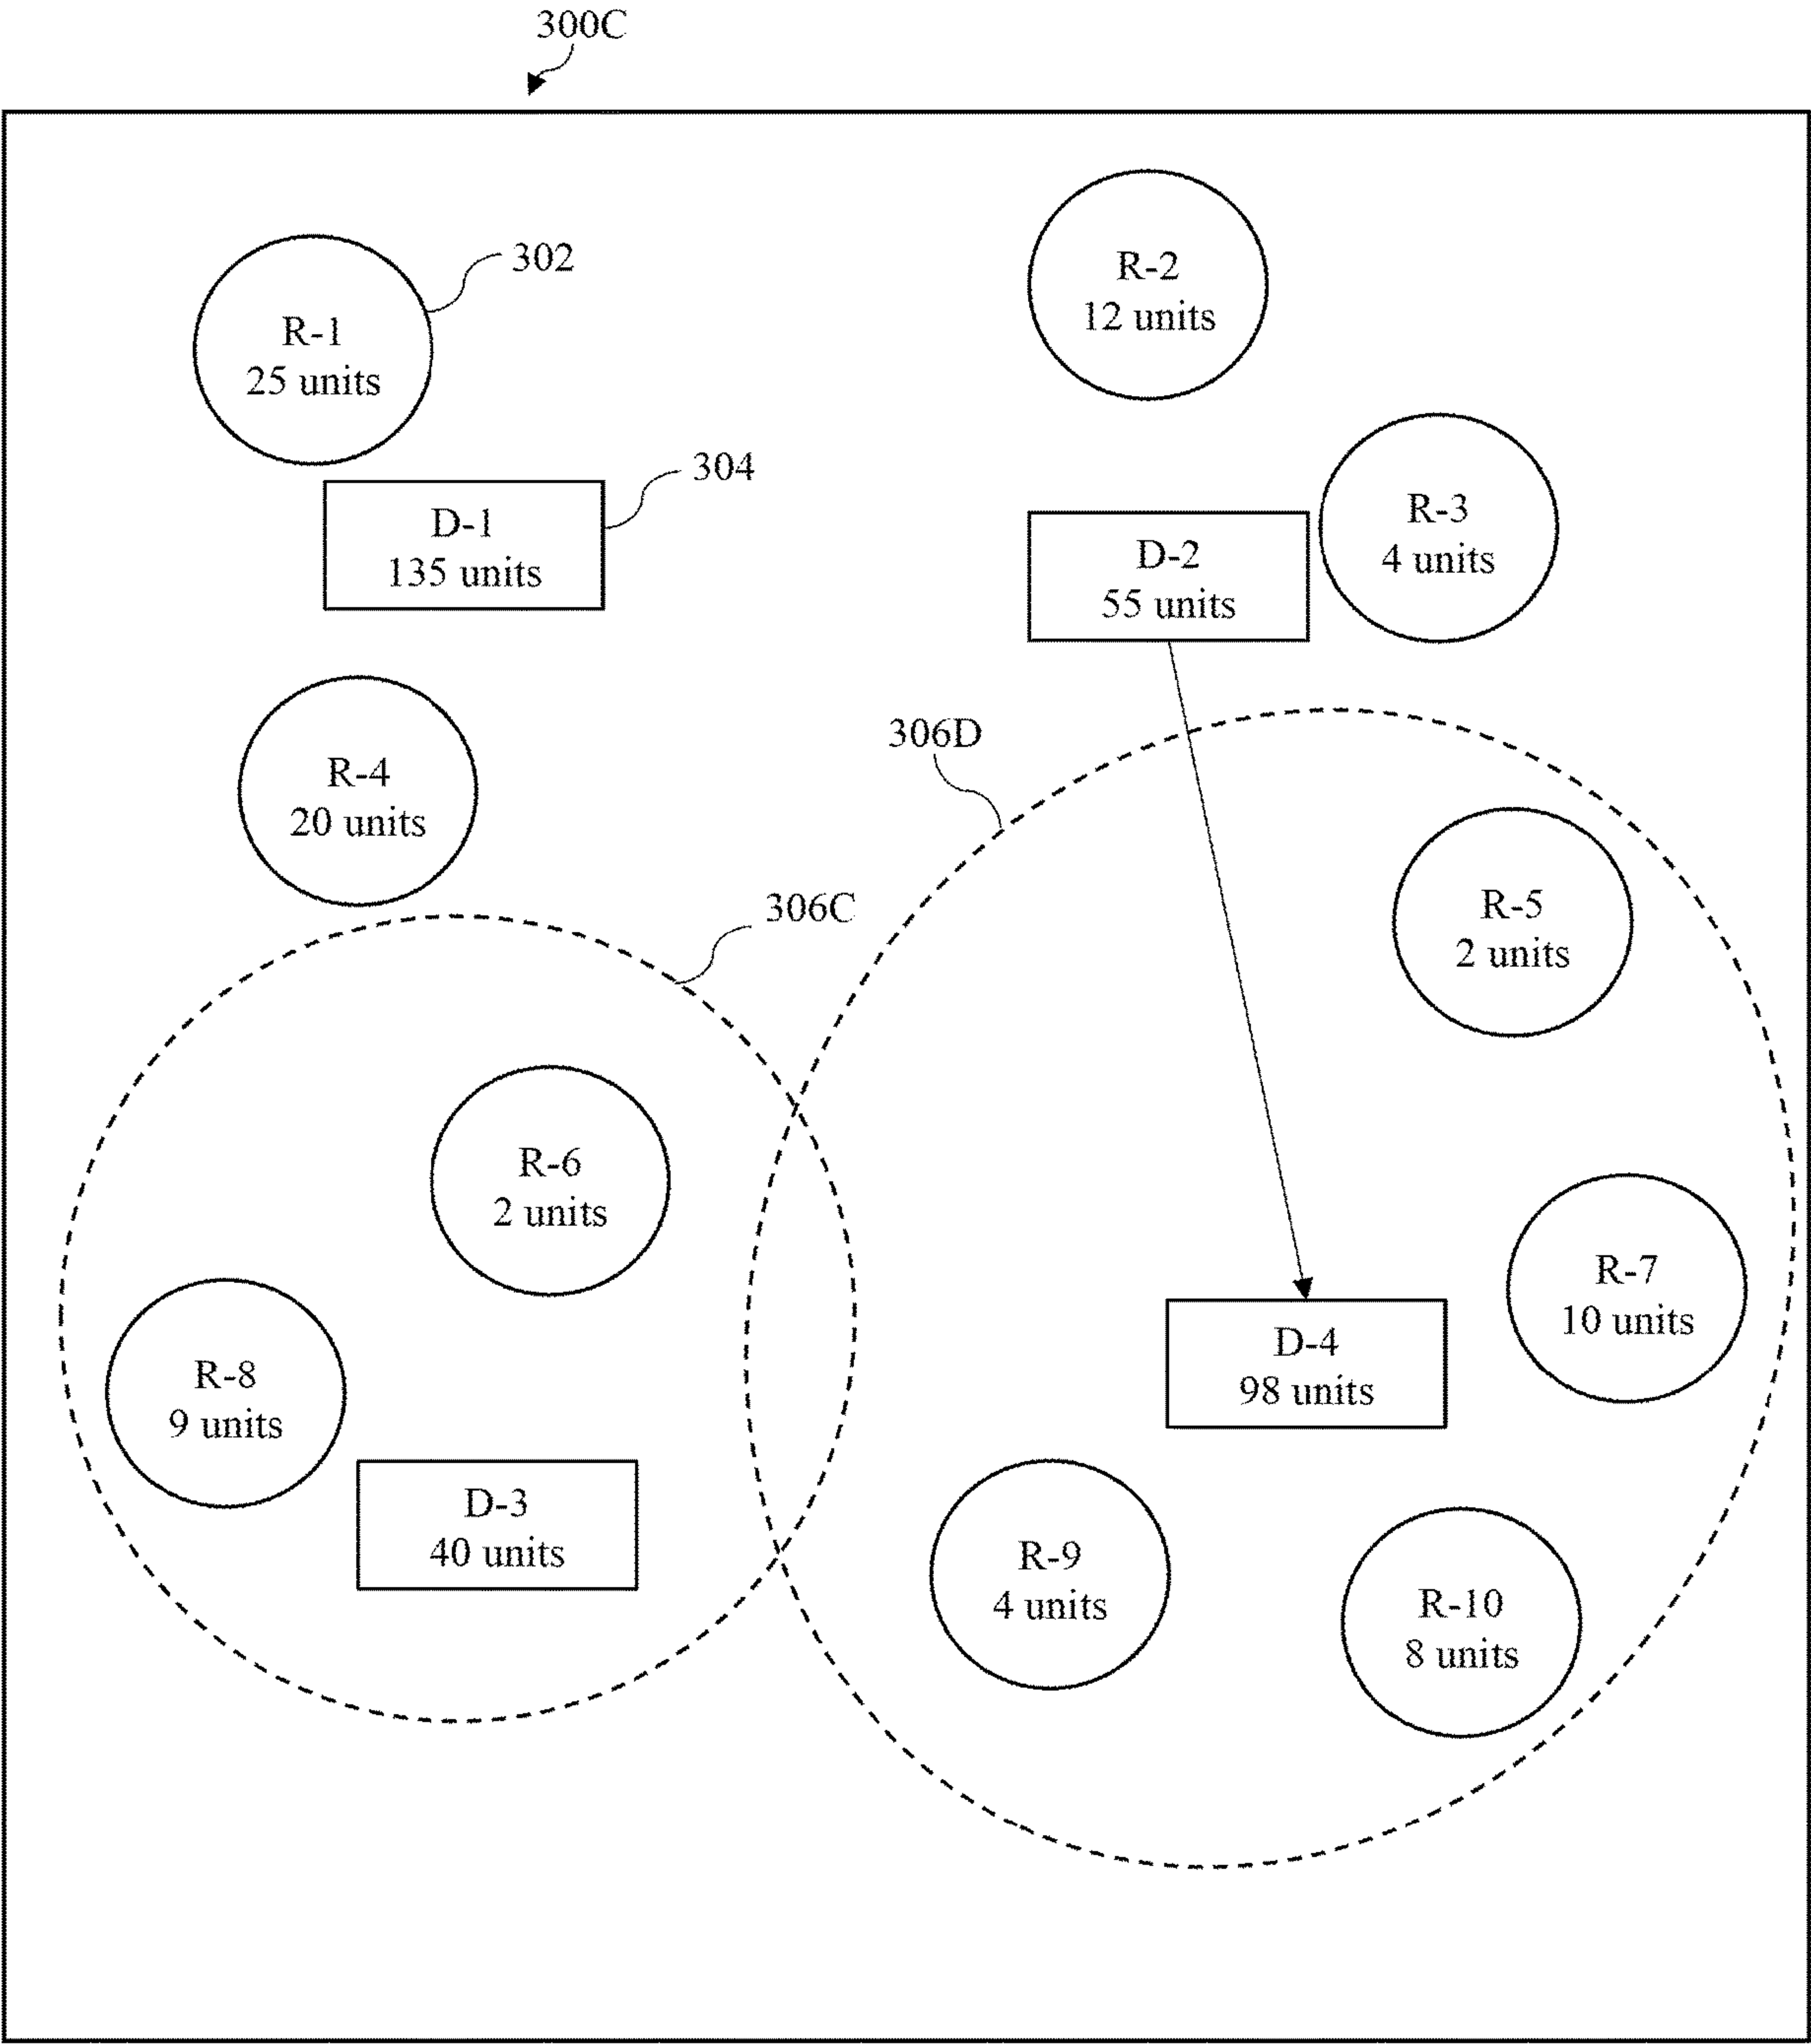 300C
R-1
25 units
302
R-2
12 units
D-1
135 units
304
R-3
4 units
D-2
55 units
R-4
20 units
306D
306C
R-5
2 units
R-6
2 units
R-7
10 units
R-8
9 units
D-4
98 units
D-3
40 units
R-9
4 units
R-10
8 units